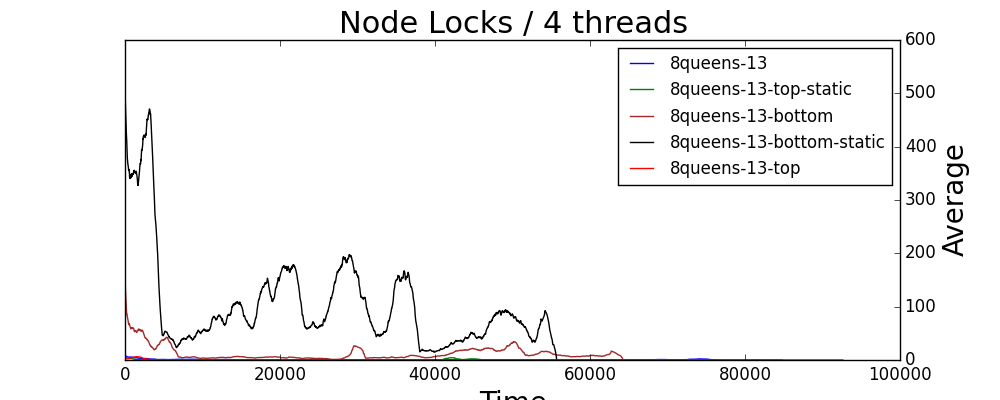 Node Locks / 4 threads
600
500
400
300
200
100
0
Average
8queens-13
8queens-13-top-static
8queens-13-bottom
8queens-13-bottom-static
8queens-13-top
0 20000 40000 60000 80000 100000
Time